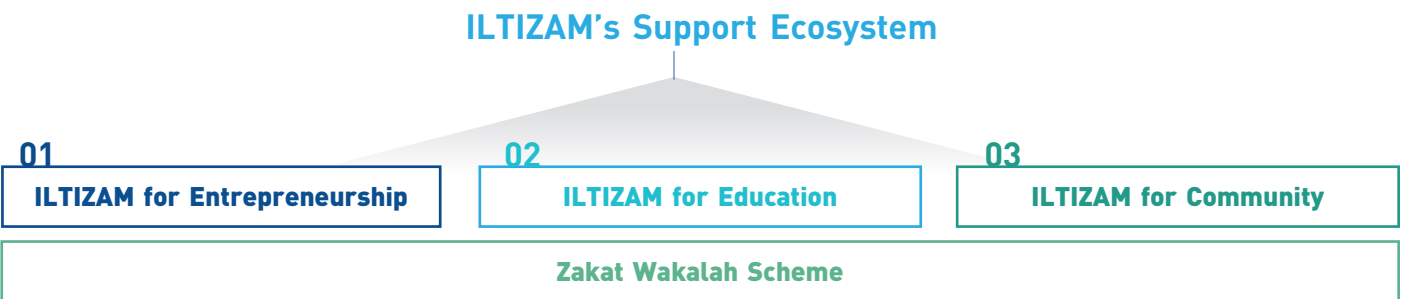 ILTIZAM’s Support Ecosystem
01
ILTIZAM for Entrepreneurship
02
ILTIZAM for Education
03
ILTIZAM for Community
Zakat Wakalah Scheme